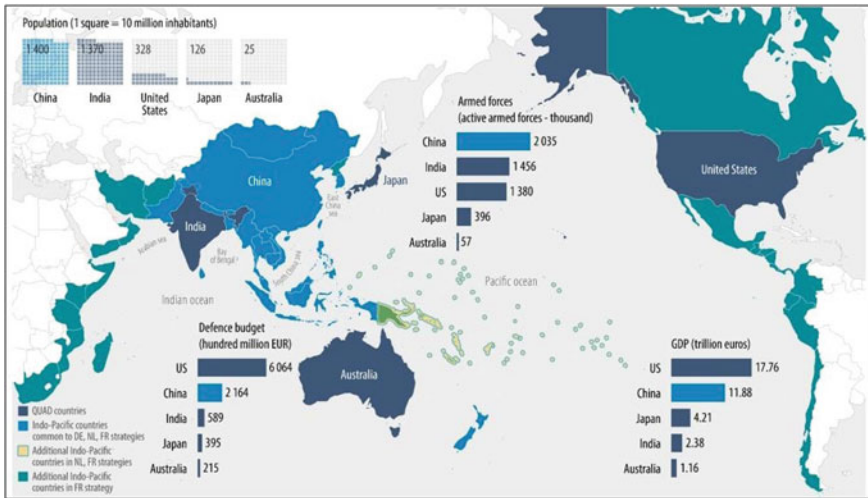 Population (1 square = 10 million inhabitants)
1 400
1 370
328
126
25
China
India
United
States
Japan
Australia
Armed forces
(active armed forces - thousand)
China
2 035
India
1 456
US
1 380
Japan
396
Australia
57
China
Japan
East
China
sea
India
Arabian sea
Bay
of Bengal
South China sea
United States
Indian ocean
Pacific ocean
Australia
Defence budget
(hundred million EUR)
US
6 064
China
2 164
India
589
Japan
395
Australia
215
GDP (trillion euros)
US
17.76
China
11.88
Japan
4.21
India
2.38
Australia
1.16
QUAD countries
Indo-Pacific countries
common to DE, NL, FR strategies
Additional Indo-Pacific
countries in NL, FR strategies
Additional Indo-Pacific
countries in FR strategy